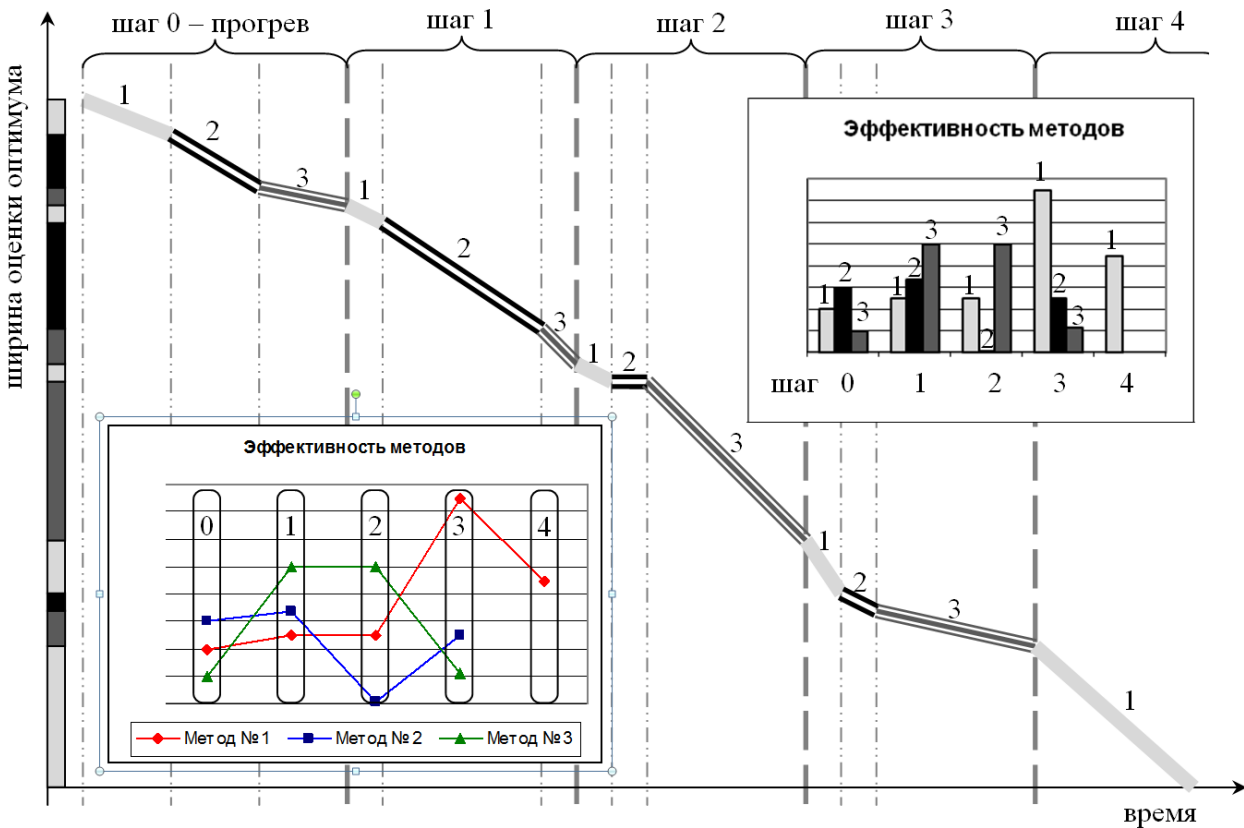 шаг 0 – прогрев
шаг 1
шаг 2
шаг 3
шаг 4
ширина оценки оптимума
1
2
3
1
2
3
1
2
3
1
2
3
1
Эффективность методов
1
2
3
1
2
3
1
2
3
1
2
3
1
шаг 0 1 2 3 4
Эффективность методов
0 1 2 3 4
Метод №1 Метод №2 Метод №3
время